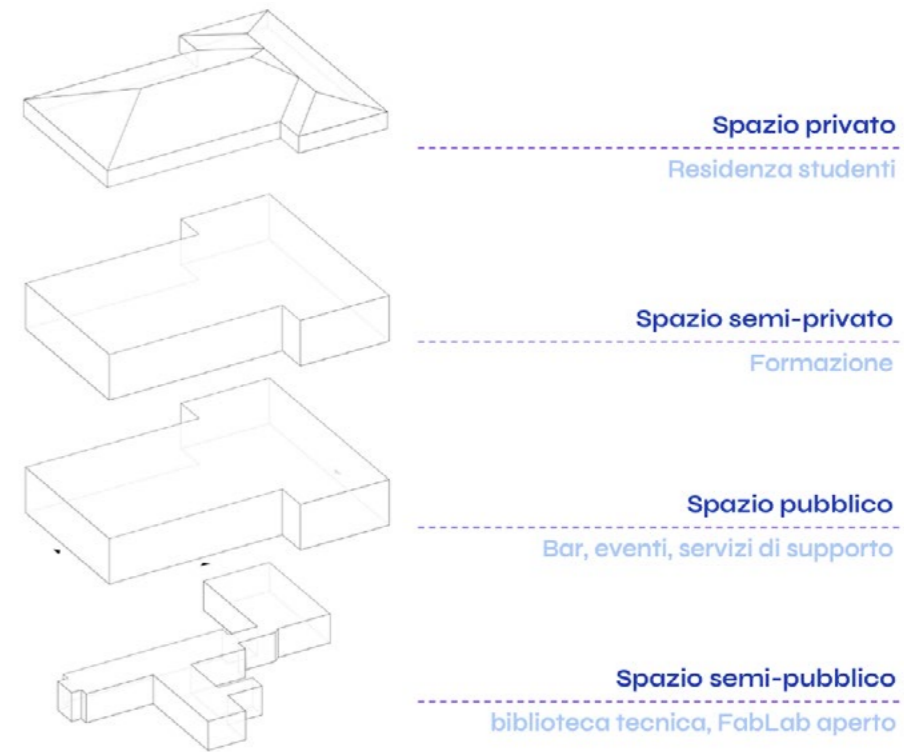 Spazio privato
Residenza studenti
Spazio semi-privato
Formazione
Spazio pubblico
Bar, eventi, servizi di supporto
Spazio semi-pubblico
biblioteca tecnica, FabLab aperto